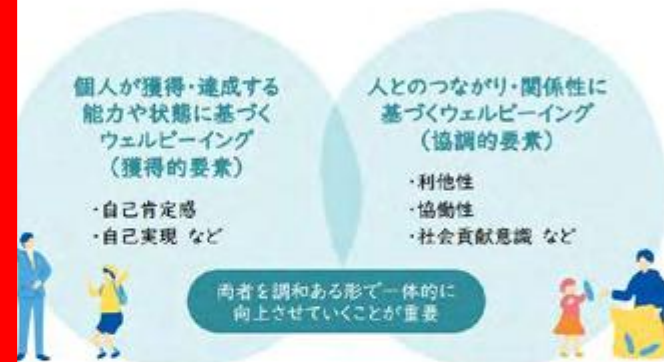 個人が獲得・達成する
能力や状態に基づく
ウェルビーイング
（獲得的要素）
・自己肯定感
・自己実現 など
人とのつながり・関係性に
基づくウェルビーイング
（協調的要素）
・利他性
・協働性
・社会貢献意識 など
両者を調和ある形で一体的に
向上させていくことが重要